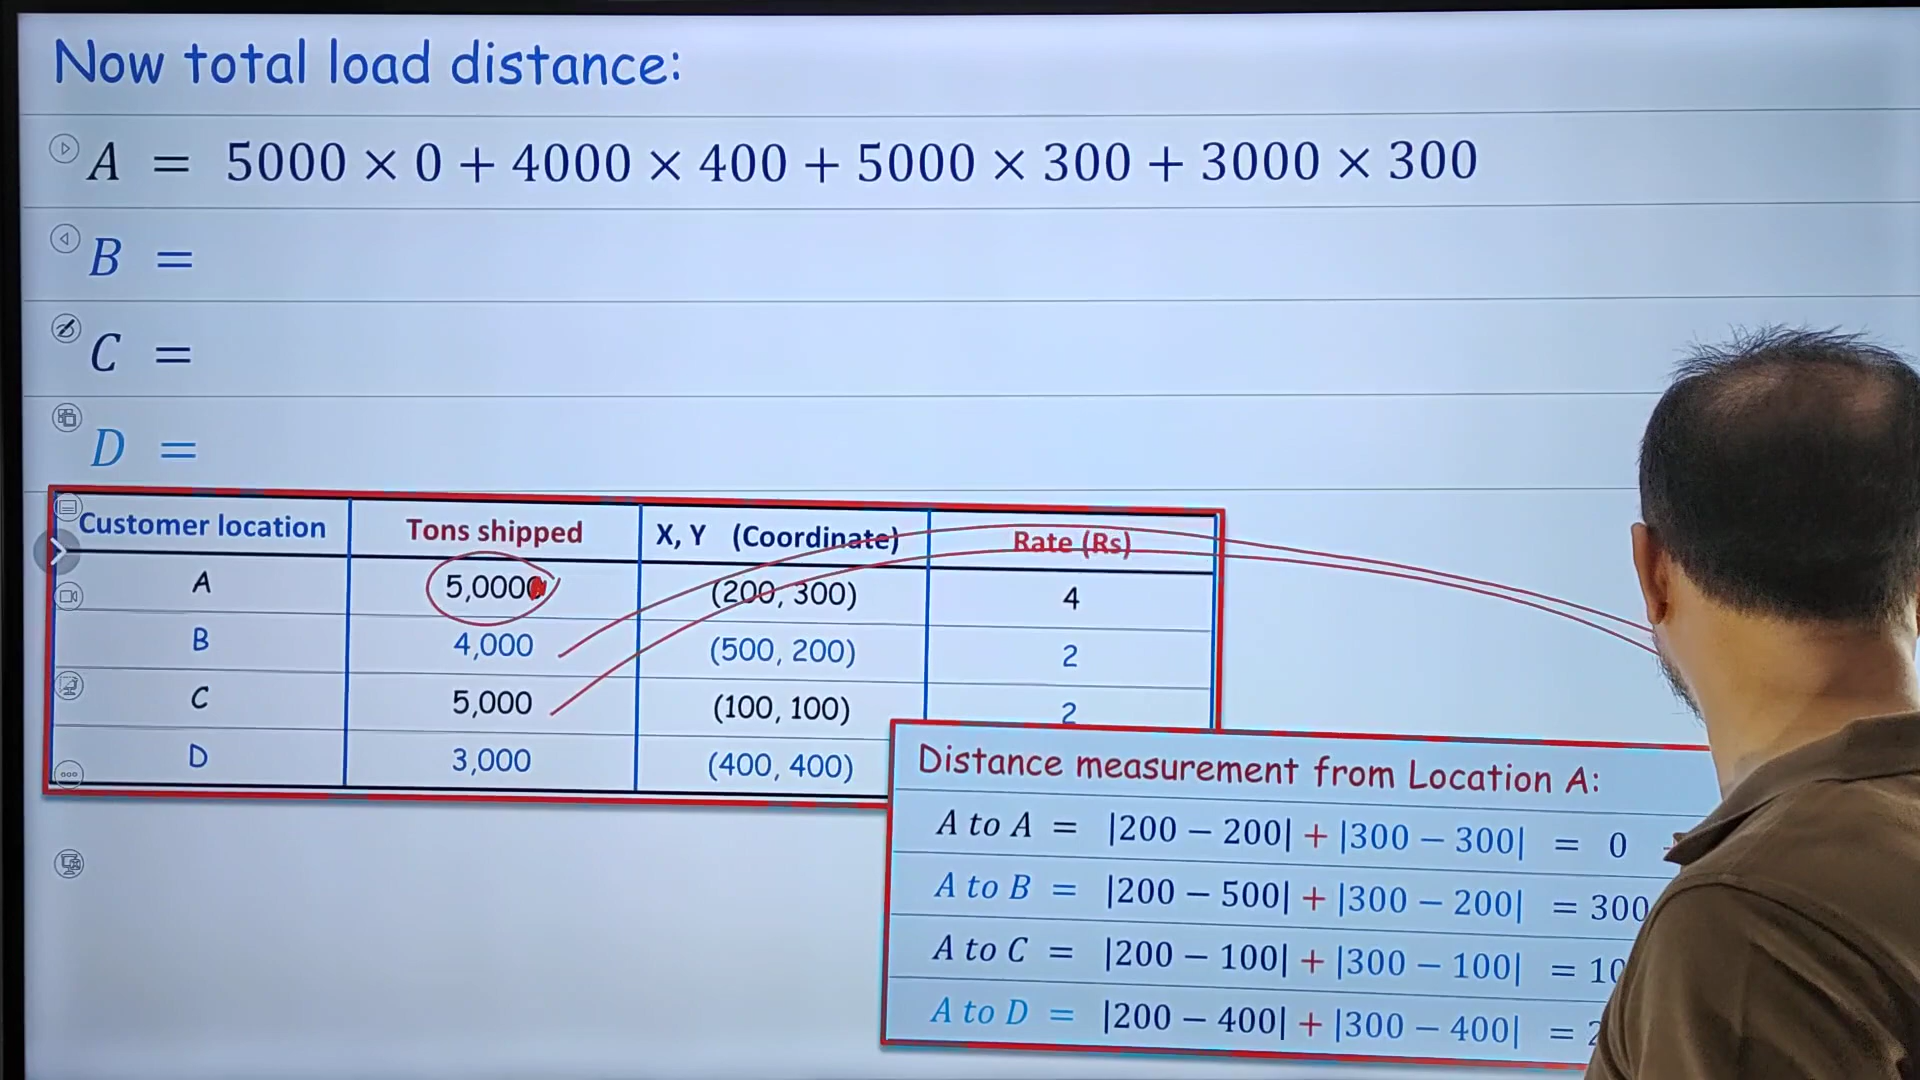 Now total load distance:
A = 5000 × 0 + 4000 × 400 + 5000 × 300 + 3000 × 300
B =
C =
D =
Customer location Tons shipped X, Y (Coordinate) Rate (Rs)
A 5,000 (200, 300) 4
B 4,000 (500, 200) 2
C 5,000 (100, 100) 2
D 3,000 (400, 400)
Distance measurement from Location A:
A to A = |200 − 200| + |300 − 300| = 0
A to B = |200 − 500| + |300 − 200| = 300
A to C = |200 − 100| + |300 − 100| = 10
A to D = |200 − 400| + |300 − 400| = 2